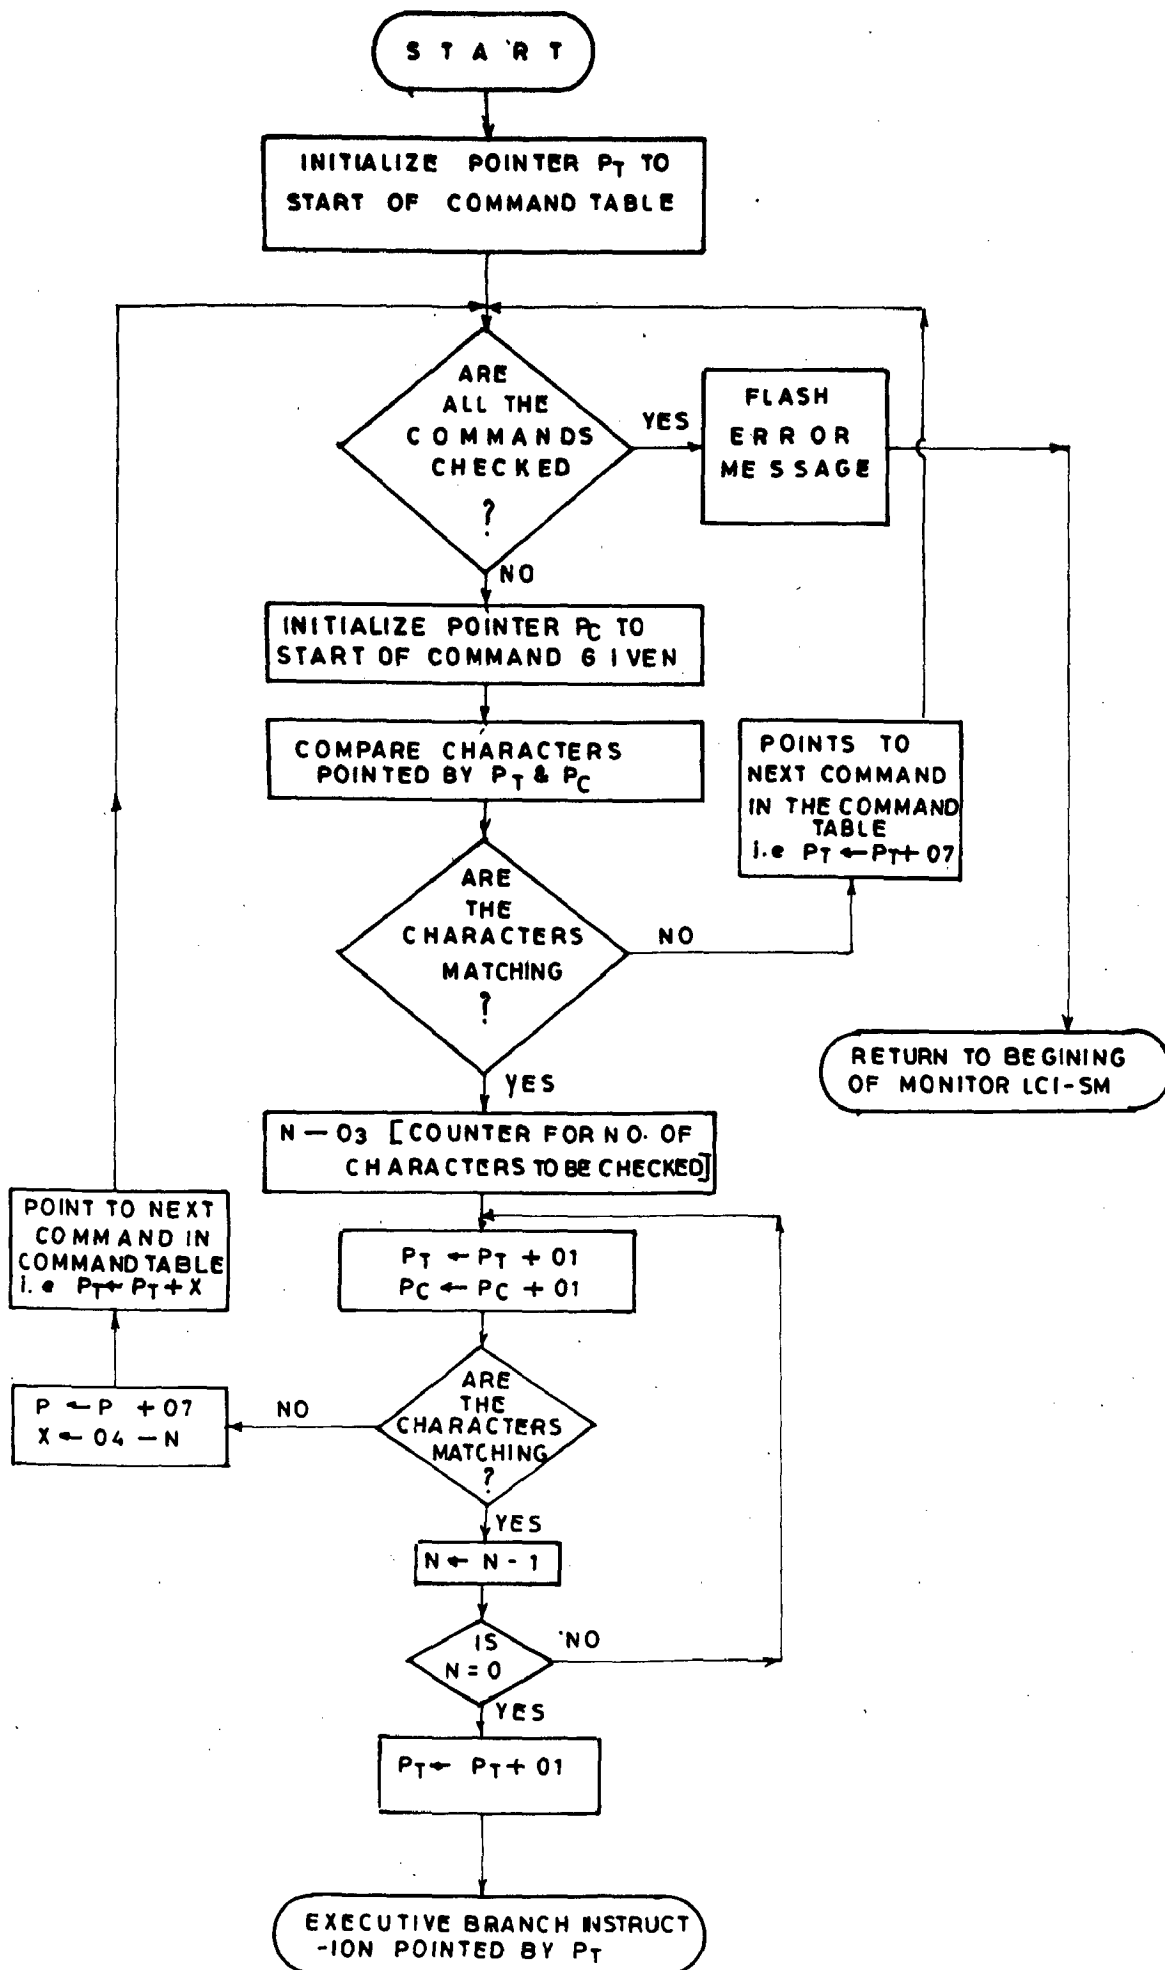 START
INITIALIZE POINTER PT TO
START OF COMMAND TABLE
ARE
ALL THE
COMMANDS
CHECKED
?
YES
FLASH
ERROR
MESSAGE
NO
INITIALIZE POINTER PC TO
START OF COMMAND GIVEN
COMPARE CHARACTERS
POINTED BY PT & PC
POINTS TO
NEXT COMMAND
IN THE COMMAND
TABLE
i.e PT ← PT + 07
ARE
THE
CHARACTERS
MATCHING
?
NO
RETURN TO BEGINING
OF MONITOR LCI-SM
YES
N — 03 [COUNTER FOR NO. OF
CHARACTERS TO BE CHECKED]
POINT TO NEXT
COMMAND IN
COMMAND TABLE
i.e PT ← PT + X
PT ← PT + 01
PC ← PC + 01
P ← P + 07
X ← 04 — N
NO
ARE
THE
CHARACTERS
MATCHING
?
YES
N ← N - 1
IS
N = 0
NO
YES
PT ← PT + 01
EXECUTIVE BRANCH INSTRUCT
-ION POINTED BY PT